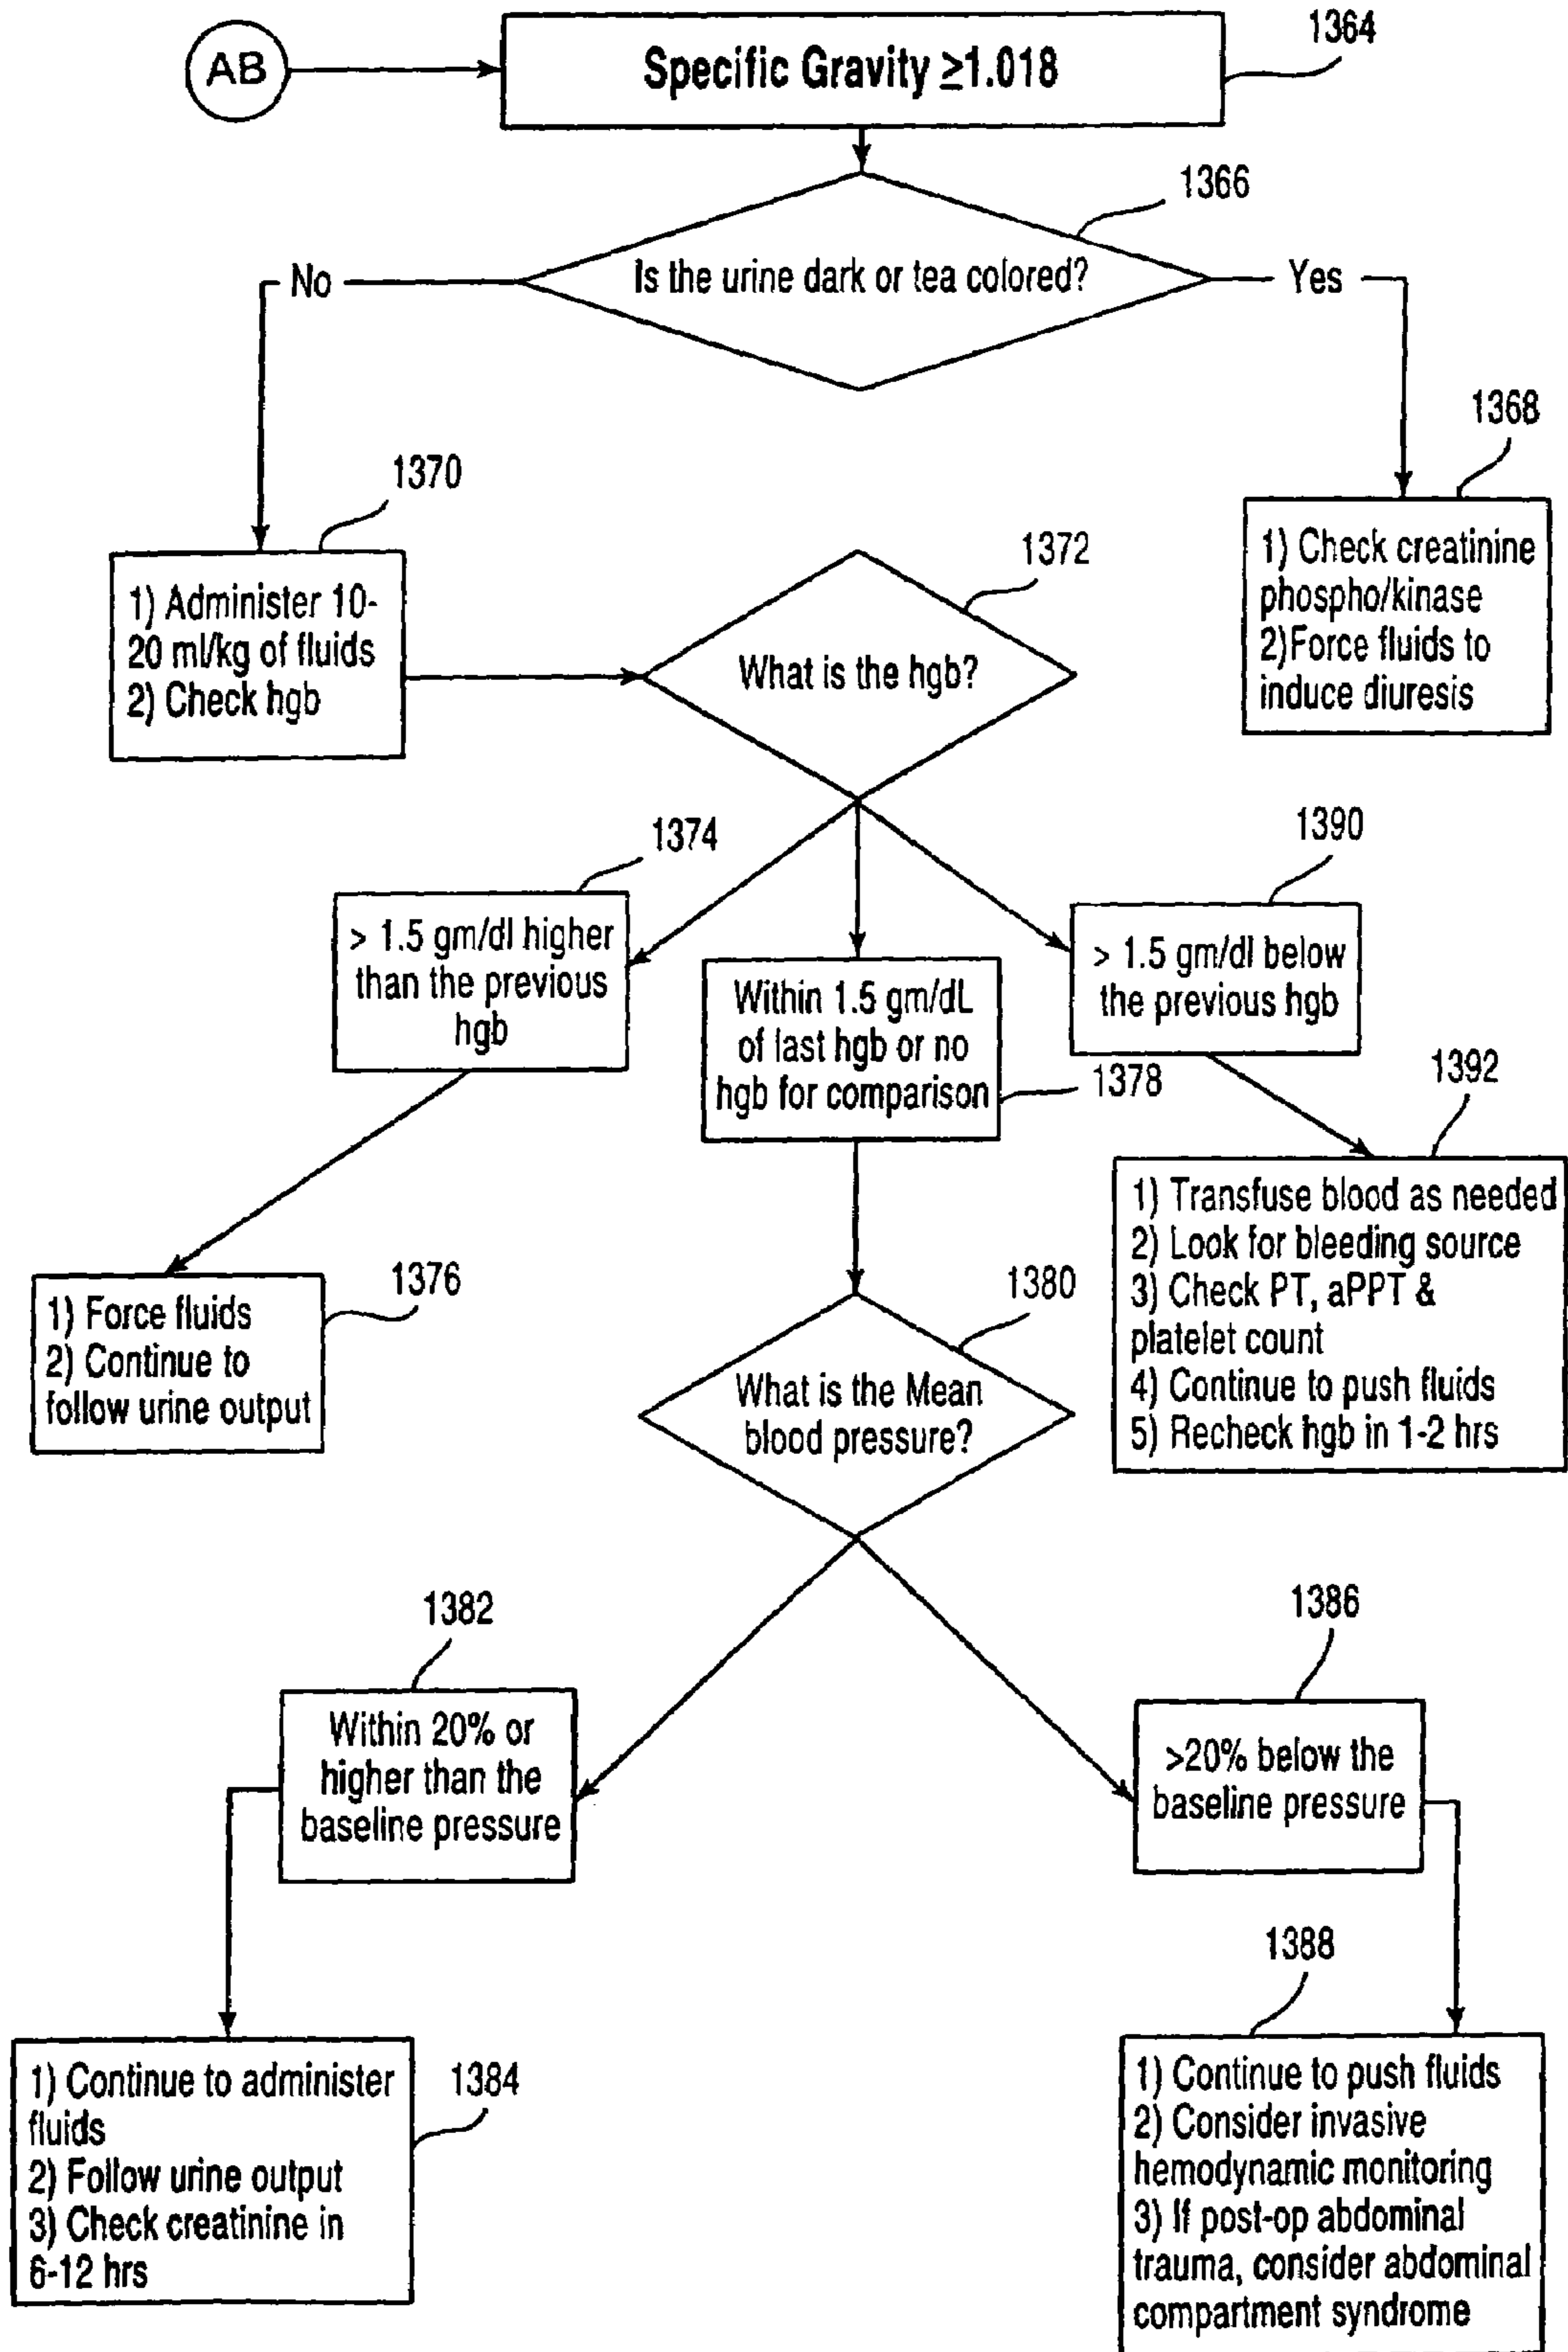 AB
Specific Gravity ≥1.018
1364
1366
Is the urine dark or tea colored?
No
Yes
1368
1) Check creatinine
phospho/kinase
2)Force fluids to
induce diuresis
1370
1) Administer 10-
20 ml/kg of fluids
2) Check hgb
1372
What is the hgb?
1374
> 1.5 gm/dl higher
than the previous
hgb
1390
> 1.5 gm/dl below
the previous hgb
Within 1.5 gm/dL
of last hgb or no
hgb for comparison
1378
1392
1) Transfuse blood as needed
2) Look for bleeding source
3) Check PT, aPPT &
platelet count
4) Continue to push fluids
5) Recheck hgb in 1-2 hrs
1376
1) Force fluids
2) Continue to
follow urine output
1380
What is the Mean
blood pressure?
1382
Within 20% or
higher than the
baseline pressure
1386
>20% below the
baseline pressure
1384
1) Continue to administer
fluids
2) Follow urine output
3) Check creatinine in
6-12 hrs
1388
1) Continue to push fluids
2) Consider invasive
hemodynamic monitoring
3) If post-op abdominal
trauma, consider abdominal
compartment syndrome